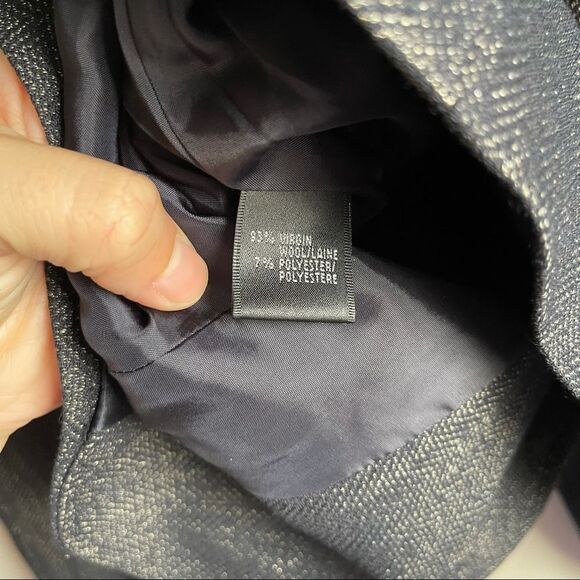 93% VIRGIN
WOOL/LAINE
7% POLYESTER/
POLYESTERE